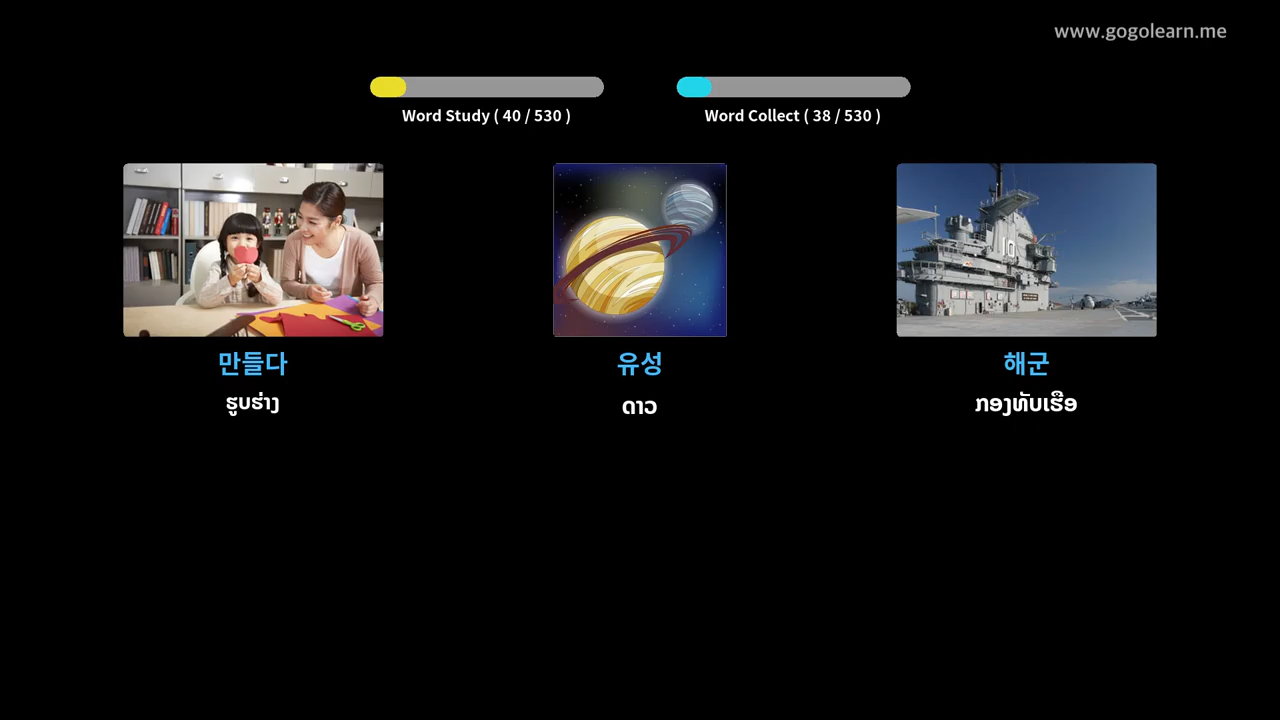 www.gogolearn.me
Word Study ( 40 / 530 )
Word Collect ( 38 / 530 )
만들다
유성
해군
ຮູບຮ່າງ
ດາວ
ກອງທັບເຮືອ
10